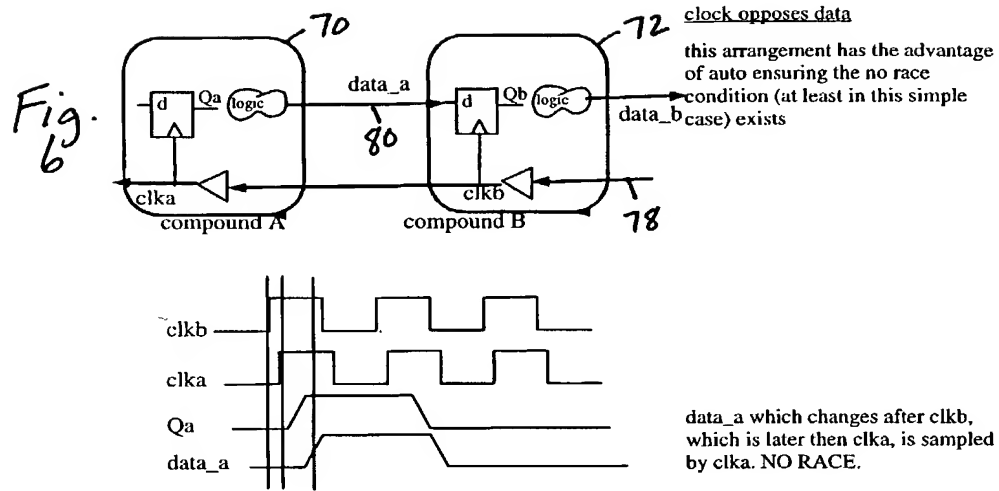 Fig. 6
70
72
clock opposes data
this arrangement has the advantage
of auto ensuring the no race
condition (at least in this simple
case) exists
d
Qa
logic
data_a
80
d
Qb
logic
data_b
clka
clkb
78
compound A
compound B
clkb
clka
Qa
data_a
data_a which changes after clkb,
which is later then clka, is sampled
by clka. NO RACE.